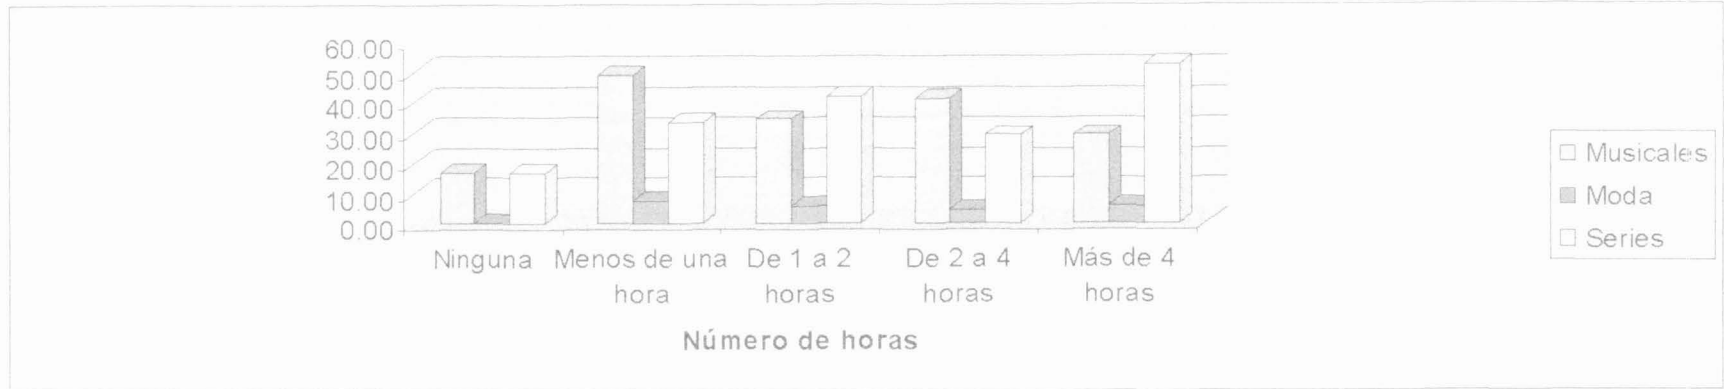 60.00
50.00
40.00
30.00
20.00
10.00
0.00
Ninguna
Menos de una
hora
De 1 a 2
horas
De 2 a 4
horas
Más de 4
horas
Número de horas
Musicales
Moda
Series